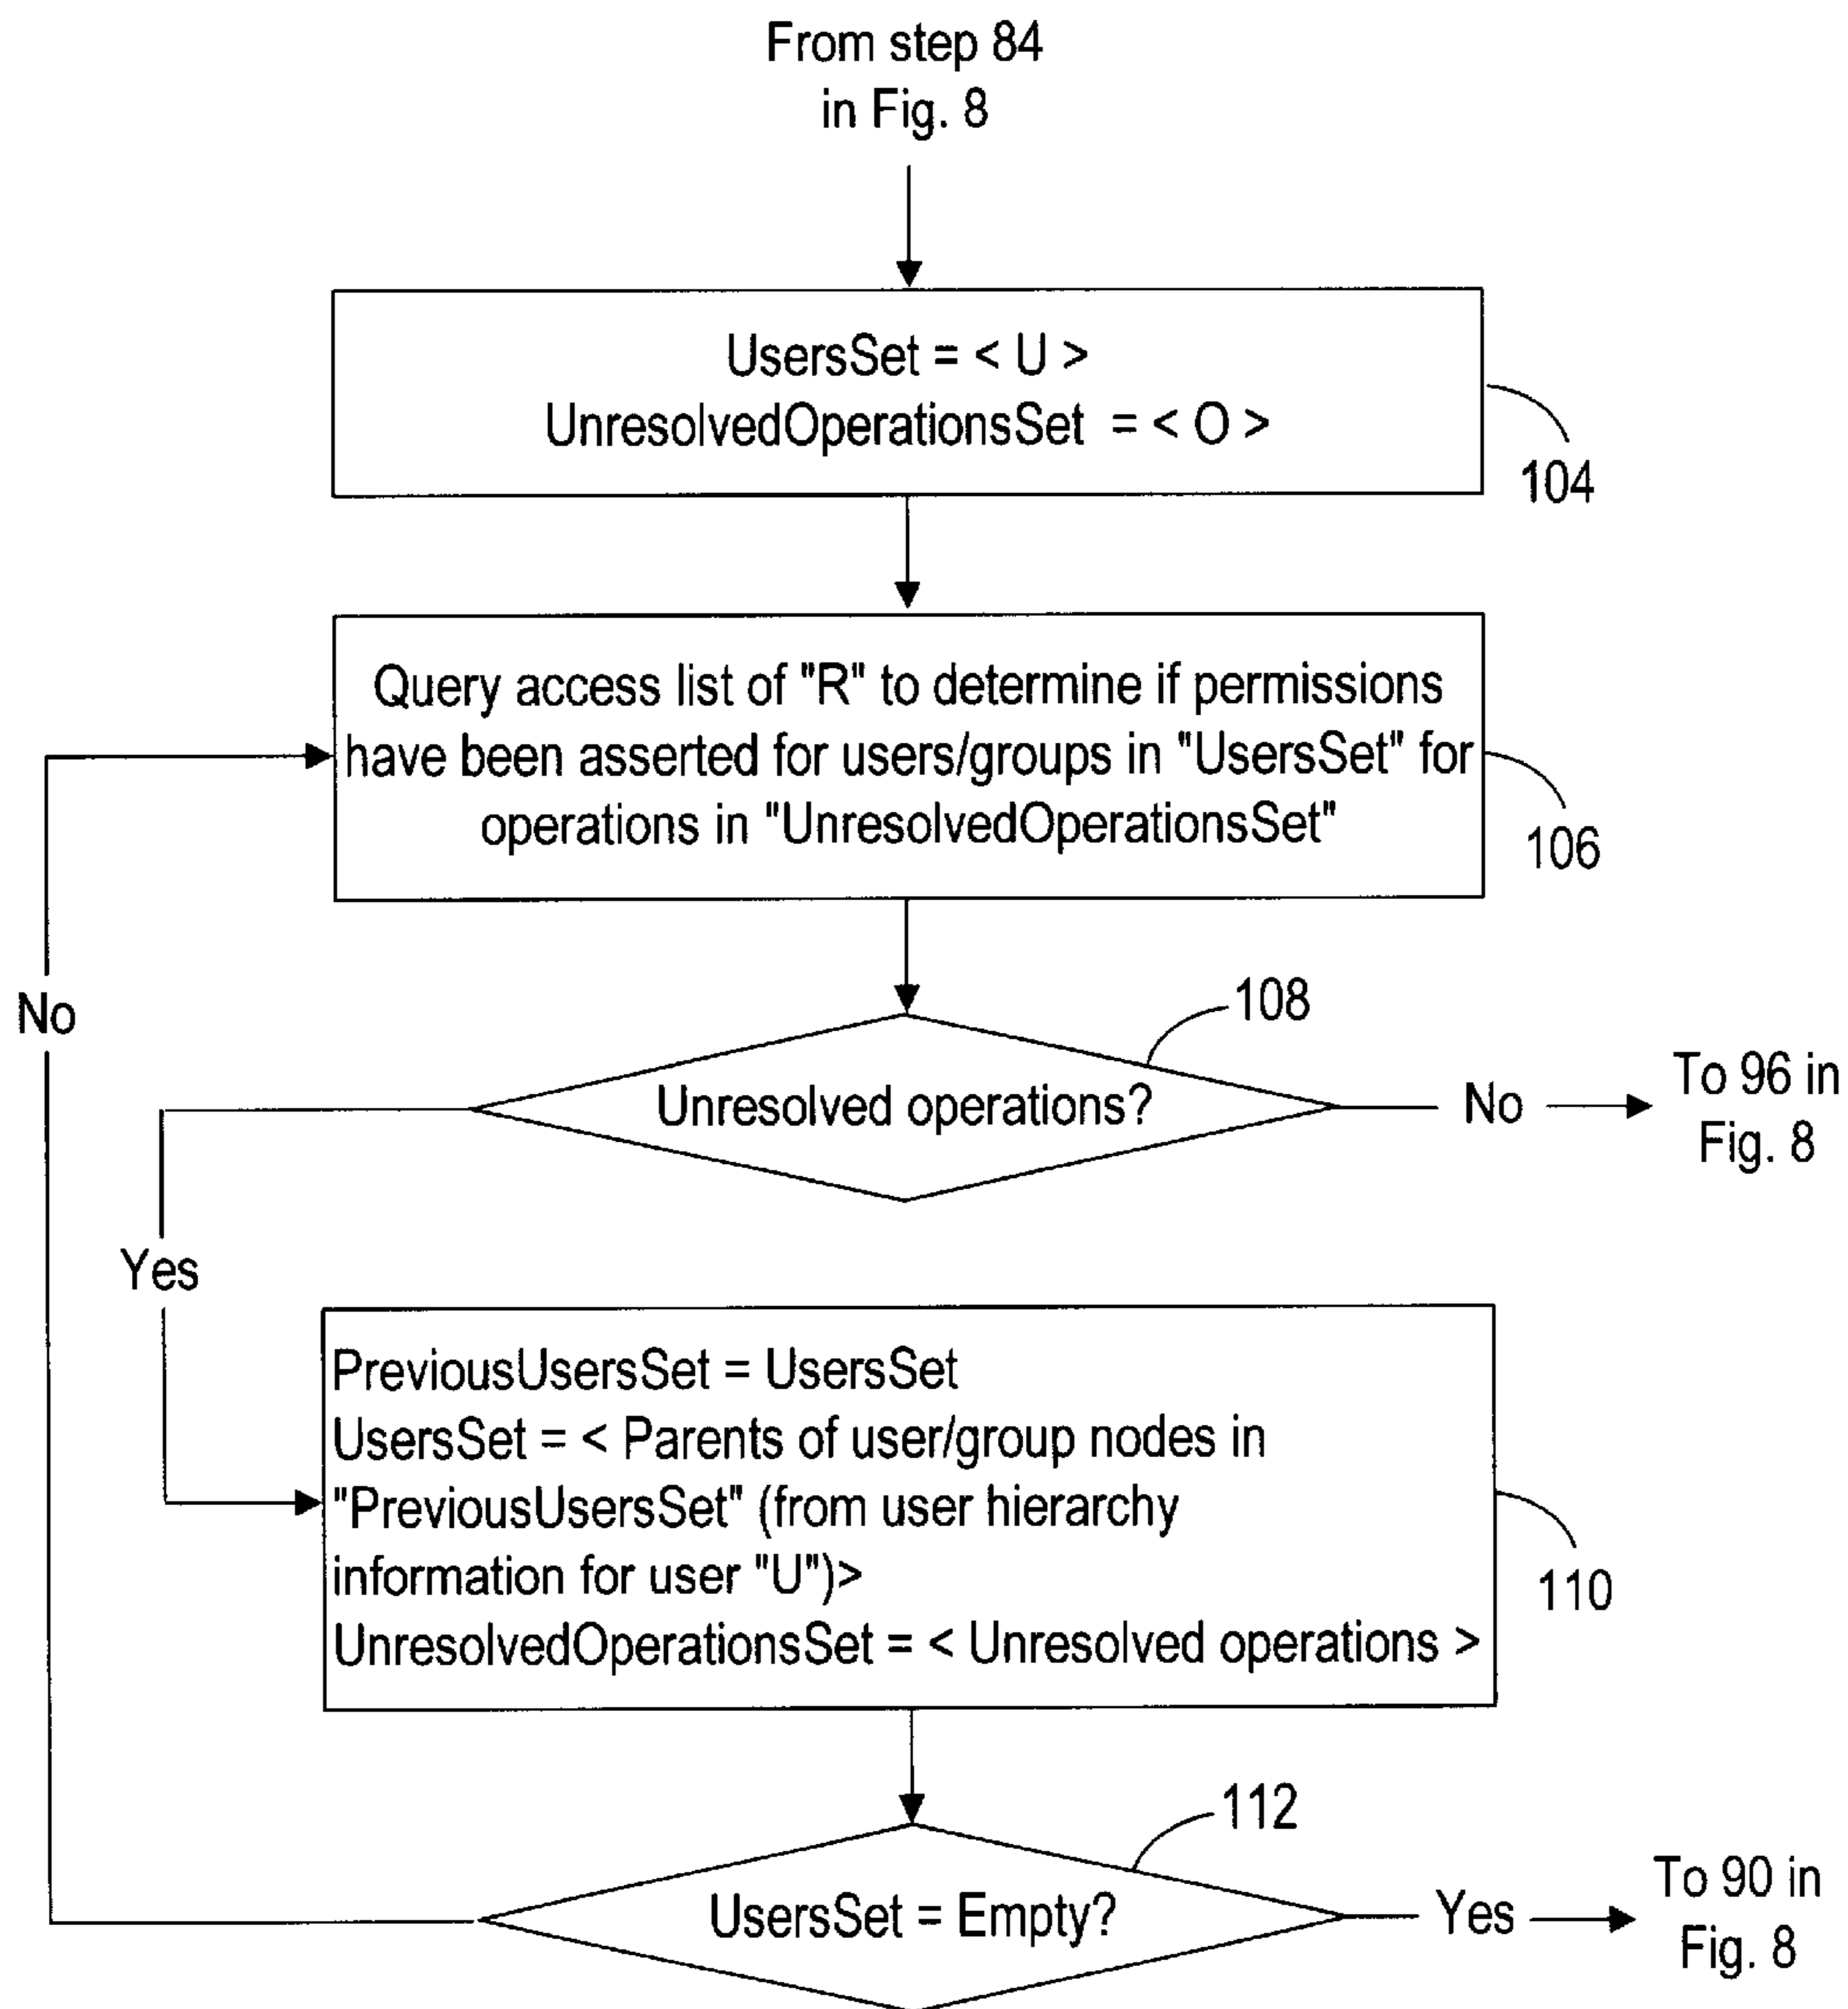 From step 84
in Fig. 8
UsersSet = < U >
UnresolvedOperationsSet = < O >
104
Query access list of "R" to determine if permissions
have been asserted for users/groups in "UsersSet" for
operations in "UnresolvedOperationsSet"
106
No
108
Unresolved operations?
No
To 96 in
Fig. 8
Yes
PreviousUsersSet = UsersSet
UsersSet = < Parents of user/group nodes in
"PreviousUsersSet" (from user hierarchy
information for user "U")>
UnresolvedOperationsSet = < Unresolved operations >
110
112
UsersSet = Empty?
Yes
To 90 in
Fig. 8